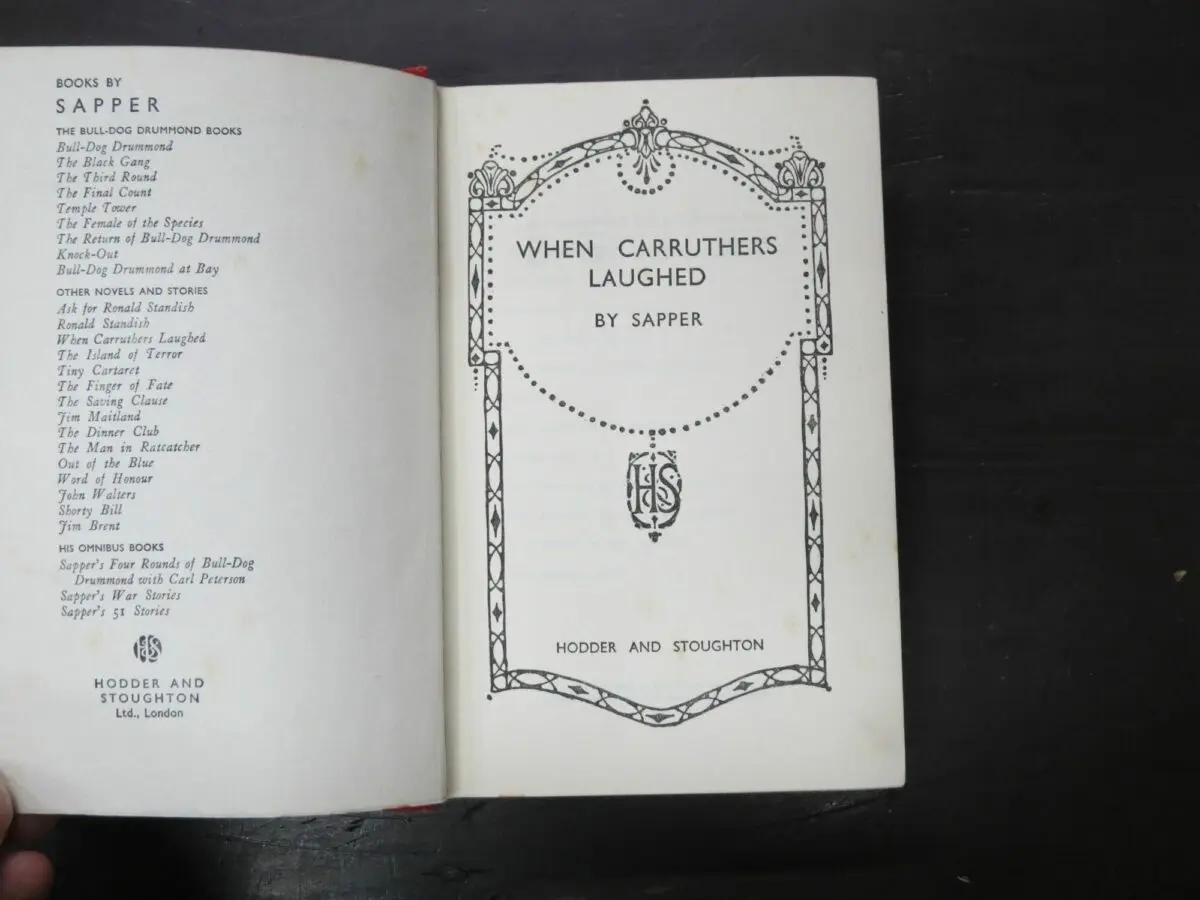 BOOKS BY
SAPPER
THE BULL-DOG DRUMMOND BOOKS
Bull-Dog Drummond
The Black Gang
The Third Round
The Final Count
Temple Tower
The Female of the Species
The Return of Bull-Dog Drummond
Knock-Out
Bull-Dog Drummond at Bay
OTHER NOVELS AND STORIES
Ask for Ronald Standish
Ronald Standish
When Carruthers Laughed
The Island of Terror
Tiny Carteret
The Finger of Fate
The Saving Clause
Jim Maitland
The Dinner Club
The Man in Ratcatcher
Out of the Blue
Word of Honour
John Walters
Shorty Bill
Jim Brent
HIS OMNIBUS BOOKS
Sapper's Four Rounds of Bull-Dog
Drummond with Carl Peterson
Sapper's War Stories
Sapper's 51 Stories
HS
HODDER AND
STOUGHTON
Ltd., London
WHEN CARRUTHERS
LAUGHED
BY SAPPER
HS
HODDER AND STOUGHTON